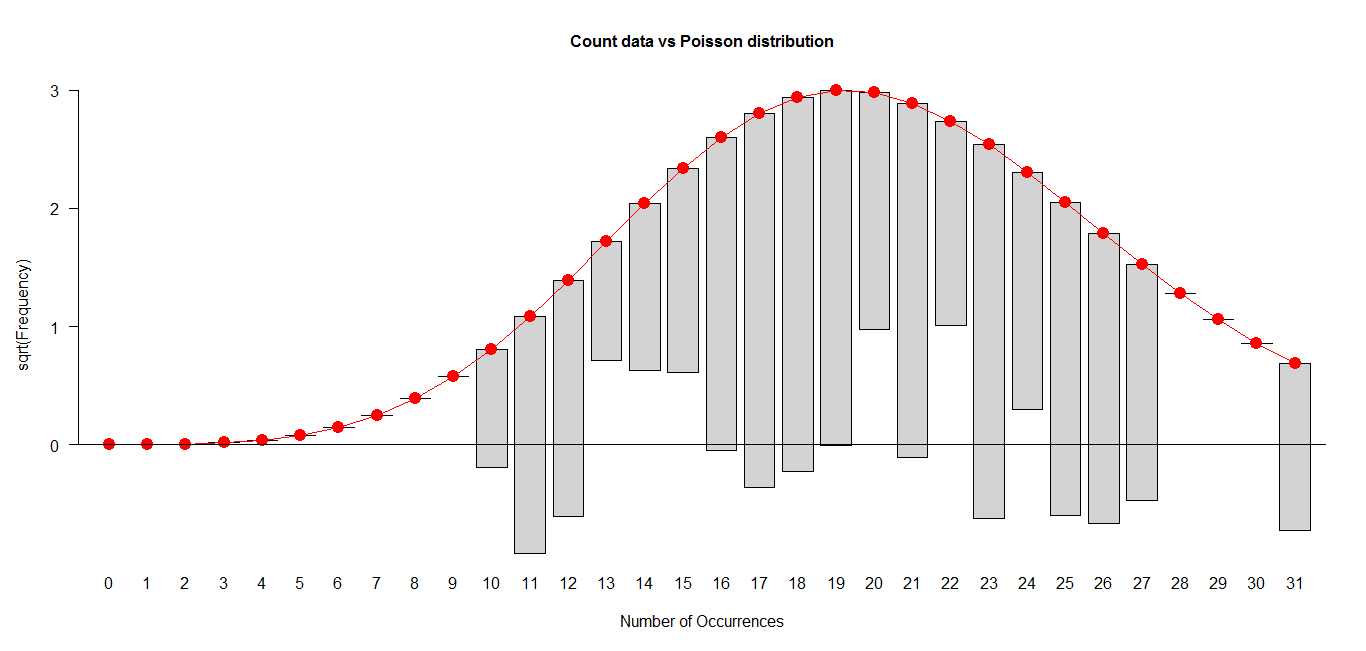 Count data vs Poisson distribution
3
2
1
0
sqrt(Frequency)
0 1 2 3 4 5 6 7 8 9 10 11 12 13 14 15 16 17 18 19 20 21 22 23 24 25 26 27 28 29 30 31
Number of Occurrences